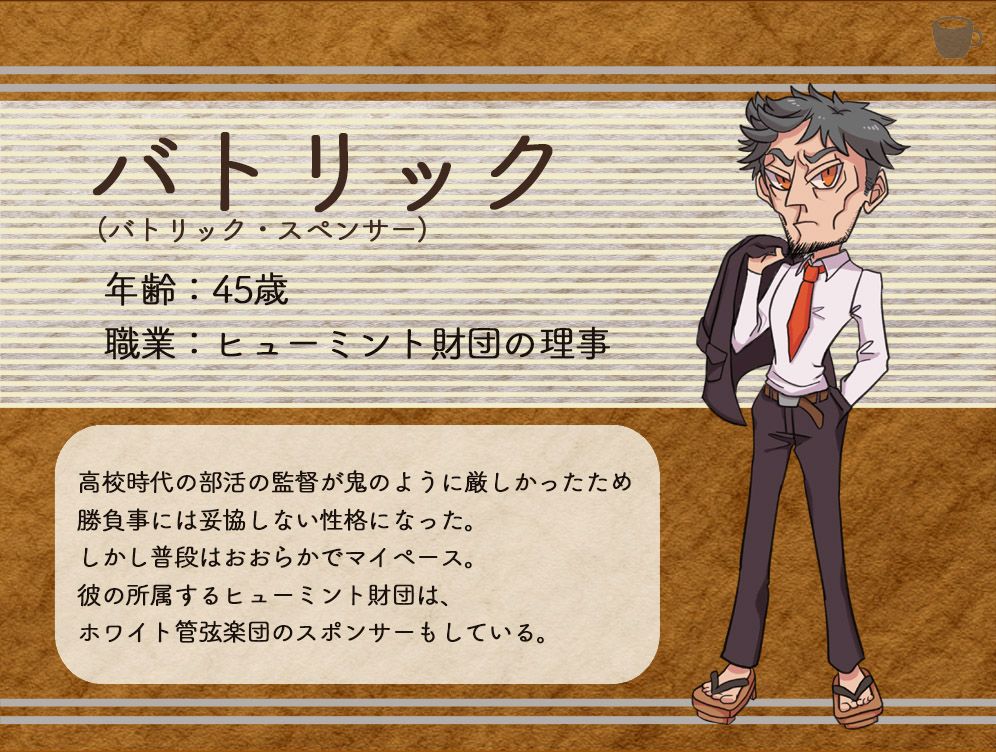 バトリック
（バトリック・スペンサー）
年齢：45歳
職業：ヒューミント財団の理事
高校時代の部活の監督が鬼のように厳しかったため
勝負事には妥協しない性格になった。
しかし普段はおおらかでマイペース。
彼の所属するヒューミント財団は、
ホワイト管弦楽団のスポンサーもしている。